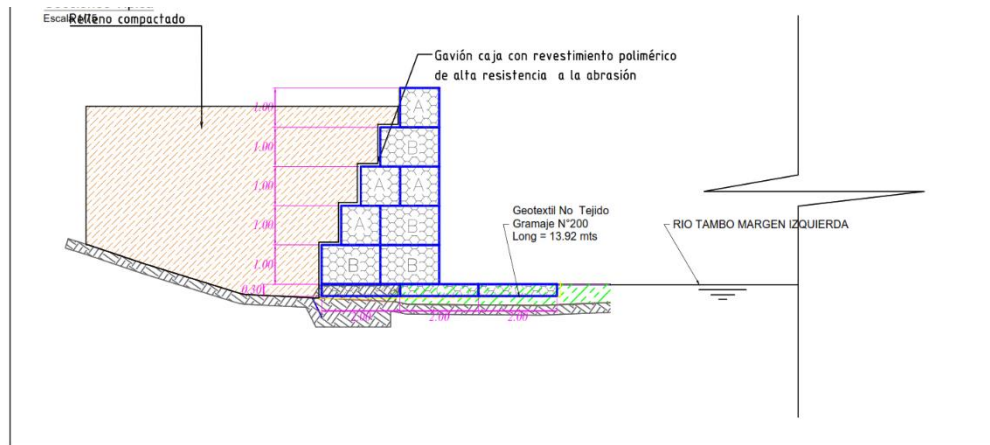 Relleno compactado
Gavión caja con revestimiento polimérico
de alta resistencia a la abrasión
A
1.00
B
1.00
A A
1.00
A B
1.00
B B
1.00
Geotextil No Tejido
Gramaje N°200
Long = 13.92 mts
RIO TAMBO MARGEN IZQUIERDA
0.30
2.00 2.00 2.00